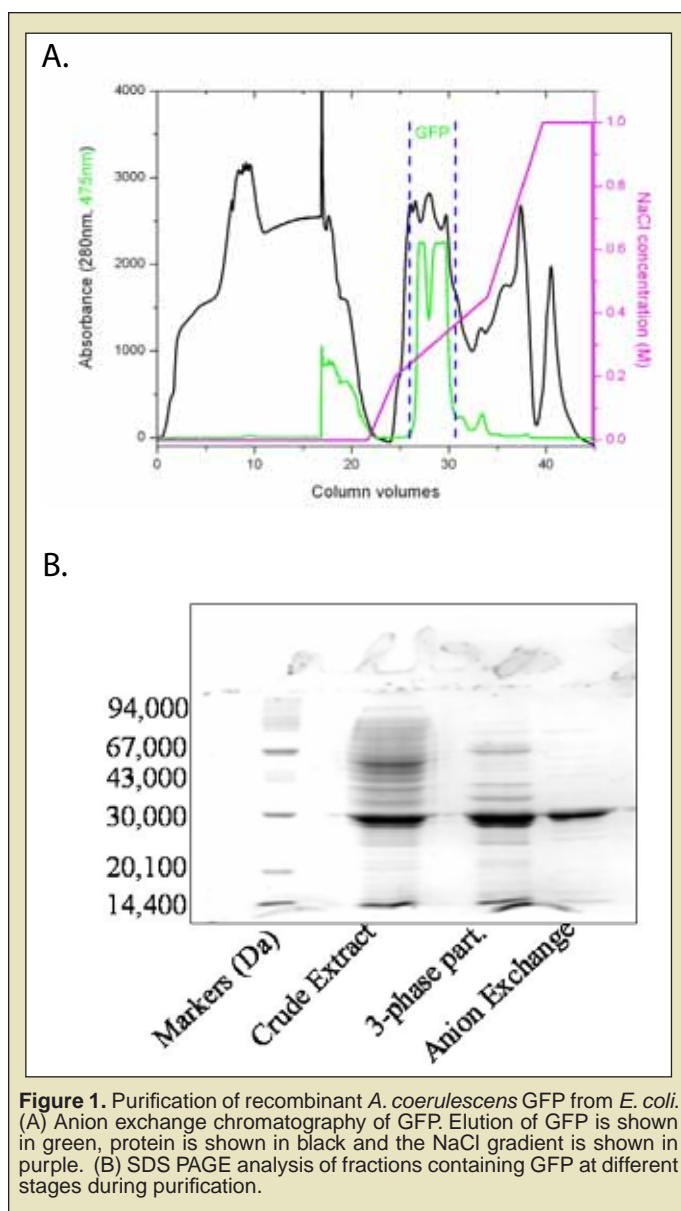 A.
GFP
4000
3000
2000
1000
0
Absorbance (280nm, 475nm)
1.0
0.8
0.6
0.4
0.2
0.0
NaCl concentration (M)
0 10 20 30 40
Column volumes
B.
94,000
67,000
43,000
30,000
20,100
14,400
Markers (Da)
Crude Extract
3-phase part.
Anion Exchange
Figure 1. Purification of recombinant A. coerulescens GFP from E. coli.
(A) Anion exchange chromatography of GFP. Elution of GFP is shown
in green, protein is shown in black and the NaCl gradient is shown in
purple. (B) SDS PAGE analysis of fractions containing GFP at different
stages during purification.